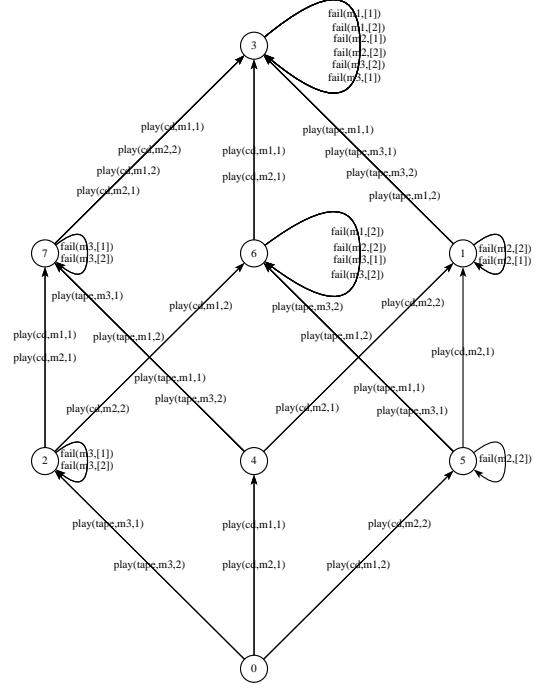 fail(m1,[1])
fail(m1,[2])
fail(m2,[1])
fail(m2,[2])
fail(m3,[2])
fail(m3,[1])
3
play(cd,m1,1)
play(cd,m2,2)
play(cd,m1,2)
play(cd,m2,1)
play(cd,m1,1)
play(cd,m2,1)
play(tape,m1,1)
play(tape,m3,1)
play(tape,m3,2)
play(tape,m1,2)
7
fail(m3,[1])
fail(m3,[2])
6
fail(m1,[2])
fail(m2,[2])
fail(m3,[1])
fail(m3,[2])
1
fail(m2,[2])
fail(m2,[1])
play(cd,m1,1)
play(cd,m2,1)
play(tape,m3,1)
play(tape,m1,2)
play(tape,m1,1)
play(tape,m3,2)
play(cd,m1,2)
play(cd,m2,2)
play(tape,m3,2)
play(tape,m1,2)
play(tape,m1,1)
play(tape,m3,1)
play(cd,m2,2)
play(cd,m2,1)
play(cd,m2,1)
2
fail(m3,[1])
fail(m3,[2])
4
5
fail(m2,[2])
play(tape,m3,1)
play(tape,m3,2)
play(cd,m1,1)
play(cd,m2,1)
play(cd,m2,2)
play(cd,m1,2)
0